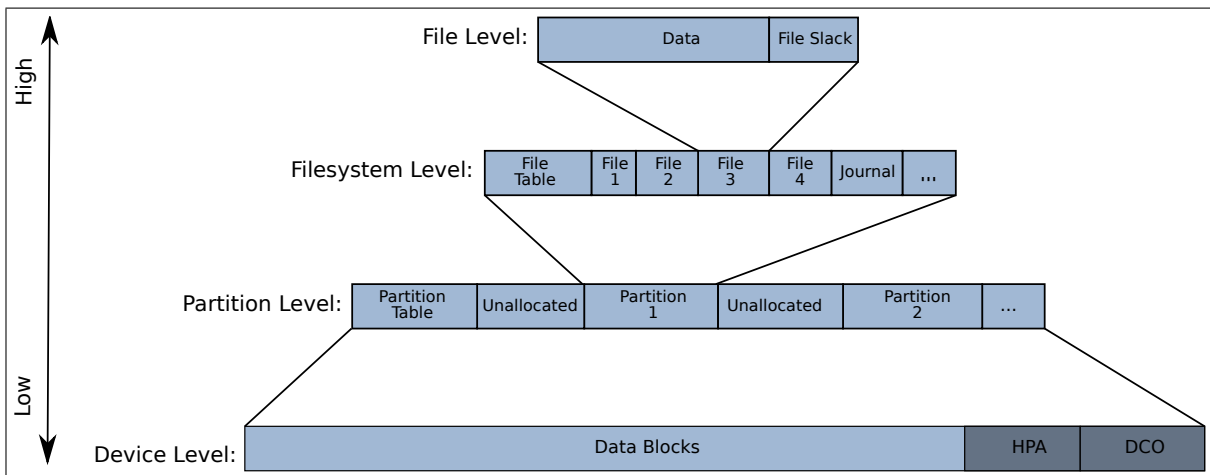 High
Low
File Level:
Data
File Slack
Filesystem Level:
File
Table
File
1
File
2
File
3
File
4
Journal
...
Partition Level:
Partition
Table
Unallocated
Partition
1
Unallocated
Partition
2
...
Device Level:
Data Blocks
HPA
DCO